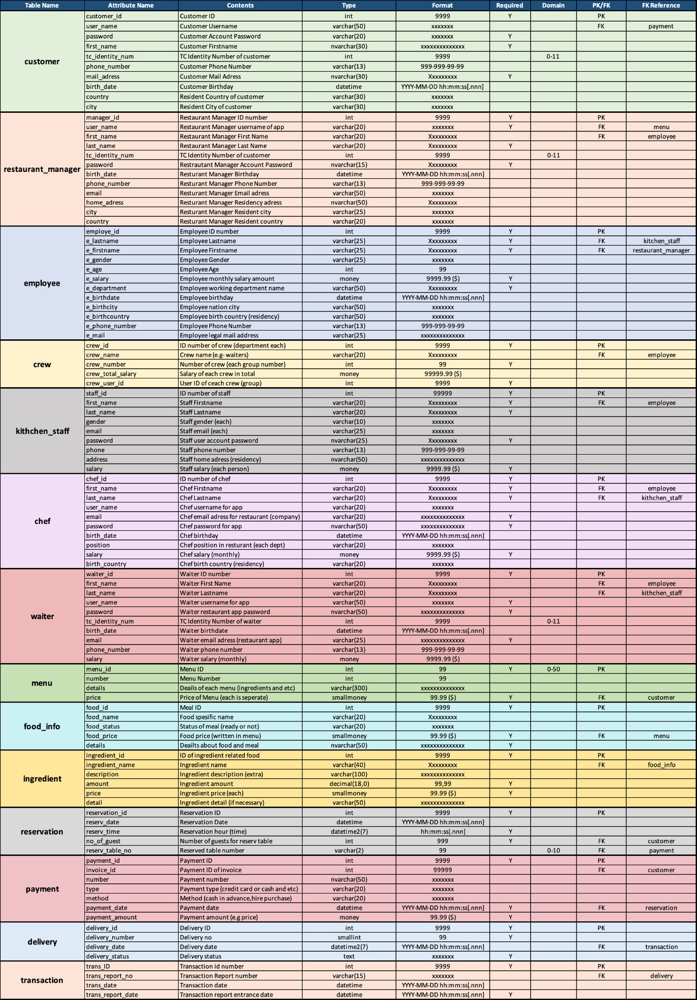 Table Name Attribute Name Contents Type Format Required Domain PK/FK FK Reference
customer
customer_id Customer ID int 9999 Y PK
user_name Customer Username varchar(50) xxxxxxx FK payment
password Customer Account Password varchar(20) xxxxxxx Y
first_name Customer Firstname nvarchar(30) xxxxxxxxxxxxxx Y
tc_identity_num TC Identity Number of customer int 9999 0-11
phone_number Customer Phone Number varchar(13) 999-999-99-99
mail_adress Customer Mail Adress nvarchar(30) Xxxxxxxxx Y
birth_date Customer Birthday datetime YYYY-MM-DD hh:mm:ss[.nnn]
country Resident Country of customer varchar(30) xxxxxxx
city Resident City of customer varchar(30) xxxxxxx
restaurant_manager
manager_id Restaurant Manager ID number int 9999 Y PK
user_name Restaurant Manager username of app varchar(20) xxxxxxx Y FK menu
first_name Restaurant Manager First Name varchar(20) Xxxxxxxxx FK employee
last_name Restaurant Manager Last Name varchar(20) Xxxxxxxxx Y
tc_identity_num TC Identity Number of customer int 9999 0-11
password Restrautant Manager Account Password nvarchar(15) Xxxxxxxxx Y
birth_date Resturant Manager Birthday datetime YYYY-MM-DD hh:mm:ss[.nnn]
phone_number Resturant Manager Phone Number varchar(13) 999-999-99-99
email Resturant Manager Email adress varchar(50) xxxxxxx
home_adress Resturant Manager Residency adress nvarchar(50) Xxxxxxxxx
city Resturant Manager Resident city varchar(25) xxxxxxx
country Resturant Manager Resident country varchar(20) xxxxxxx
employee
employe_id Employee ID number int 9999 Y PK
e_lastname Employee Lastname varchar(25) Xxxxxxxxx Y FK kitchen_staff
e_firstname Employee Firstname varchar(25) Xxxxxxxxx Y FK restaurant_manager
e_gender Employee Gender varchar(25) xxxxxxx
e_age Employee Age int 99
e_salary Employee monthly salary amount money 9999.99 ($) Y
e_department Employee working department name varchar(50) Xxxxxxxxx Y
e_birthdate Employee birthday datetime YYYY-MM-DD hh:mm:ss[.nnn]
e_birthcity Employee nation city varchar(50) xxxxxxx
e_birthcountry Employee birth country (residency) varchar(50) xxxxxxx
e_phone_number Employee Phone Number varchar(13) 999-999-99-99
e_mail Employee legal mail address varchar(25) xxxxxxxxxxxxxx
crew
crew_id ID number of crew (department each) int 9999 Y PK
crew_name Crew name (e.g- waiters) varchar(20) Xxxxxxxxx FK employee
crew_number Number of crew (each group number) int 99 Y
crew_total_salary Salary of each crew in total money 99999.99 ($)
crew_user_id User ID of ceach crew (group) int 9999 Y
kithchen_staff
staff_id ID number of staff int 99999 Y PK
first_name Staff Firstname varchar(20) Xxxxxxxxx Y FK employee
last_name Staff Lastname varchar(20) Xxxxxxxxx Y
gender Staff gender (each) varchar(10) xxxxxxx
email Staff email (each) varchar(25) xxxxxxx
password Staff user account password nvarchar(25) Xxxxxxxxx Y
phone Staff phone number varchar(13) 999-999-99-99
address Staff home adress (residency) nvarchar(50) xxxxxxxxxxxxxx
salary Staff salary (each person) money 9999.99 ($) Y
chef
chef_id ID number of chef int 9999 Y PK
first_name Chef Firstname varchar(20) Xxxxxxxxx Y FK employee
last_name Chef Lastname varchar(20) Xxxxxxxxx Y FK kithchen_staff
user_name Chef username for app varchar(20) xxxxxxx
email Chef email adress for restaurant (company) varchar(20) xxxxxxxxxxxxxx Y
password Chef password for app nvarchar(50) xxxxxxxxxxxxxx Y
birth_date Chef birthday datetime YYYY-MM-DD hh:mm:ss[.nnn]
position Chef position in resturant (each dept) varchar(20) xxxxxxx
salary Chef salary (monthly) money 9999.99 ($) Y
birth_country Chef birth country (residency) varchar(20) xxxxxxx
waiter
waiter_id Waiter ID number int 9999 Y PK
first_name Waiter First Name varchar(20) Xxxxxxxxx FK employee
last_name Waiter Lastname varchar(20) Xxxxxxxxx FK kithchen_staff
user_name Waiter username for app varchar(50) xxxxxxx Y
password Waiter restaurant app password nvarchar(50) xxxxxxxxxxxxxx Y
tc_identity_num TC Identity Number of waiter int 9999 0-11
birth_date Waiter birthdate datetime YYYY-MM-DD hh:mm:ss[.nnn]
email Waiter email adress (restaurant app) varchar(25) xxxxxxxxxxxxxx Y
phone_number Waiter phone number varchar(13) 999-999-99-99
salary Waiter salary (monthly) money 9999.99 ($)
menu
menu_id Menu ID int 99 Y 0-50 PK
number Menu Number int 99
details Deails of each menu (ingredients and etc) varchar(300) xxxxxxxxxxxxxx
price Price of Menu (each is seperate) smallmoney 99.99 ($) Y FK customer
food_info
food_id Meal ID int 9999 Y PK
food_name Food spesific name varchar(20) Xxxxxxxxx
food_status Status of meal (ready or not) varchar(20) xxxxxxx
food_price Food price (written in menu) smallmoney 99.99 ($) Y FK menu
details Deailts about food and meal nvarchar(50) xxxxxxxxxxxxxx Y
ingredient
ingredient_id ID of ingredient related food int 9999 Y PK
ingredient_name Ingredient name varchar(40) Xxxxxxxxx FK food_info
description Ingredient description (extra) varchar(100) xxxxxxxxxxxxxx
amount Ingredient amount decimal(18,0) 99,99 Y
price Ingredient price (each) smallmoney 99.99 ($) Y
detail Ingredient detail (if necessary) varchar(50) xxxxxxxxxxxxxx
reservation
reservation_id Reservation ID int 9999 Y PK
reserv_date Reservation Date datetime YYYY-MM-DD hh:mm:ss[.nnn]
reserv_time Reservation hour (time) datetime2(7) hh:mm:ss[.nnn] Y
no_of_guest Number of guests for reserv table int 999 Y FK customer
reserv_table_no Reserved table number varchar(2) 99 0-10 FK payment
payment
payment_id Payment ID int 9999 Y PK
invoice_id Payment ID of invoice int 99999 FK customer
number Payment number nvarchar(50) xxxxxxx
type Payment type (credit card or cash and etc) varchar(20) xxxxxxx
method Method (cash in advance,hire purchase) varchar(20) xxxxxxx
payment_date Payment date datetime YYYY-MM-DD hh:mm:ss[.nnn] Y FK reservation
payment_amount Payment amount (e.g price) money 99.99 ($) Y
delivery
delivery_id Delivery ID int 9999 Y PK
delivery_number Delivery no smallint 99 Y
delivery_date Delivery date datetime2(7) YYYY-MM-DD hh:mm:ss[.nnn] FK transaction
delivery_status Delivery status text xxxxxxx Y
transaction
trans_ID Transaction id number int 9999 Y PK
trans_report_no Transaction Report number varchar(15) xxxxxxx FK delivery
trans_date Transaction date datetime YYYY-MM-DD hh:mm:ss[.nnn]
trans_report_date Transaction report entrance date datetime YYYY-MM-DD hh:mm:ss[.nnn] Y